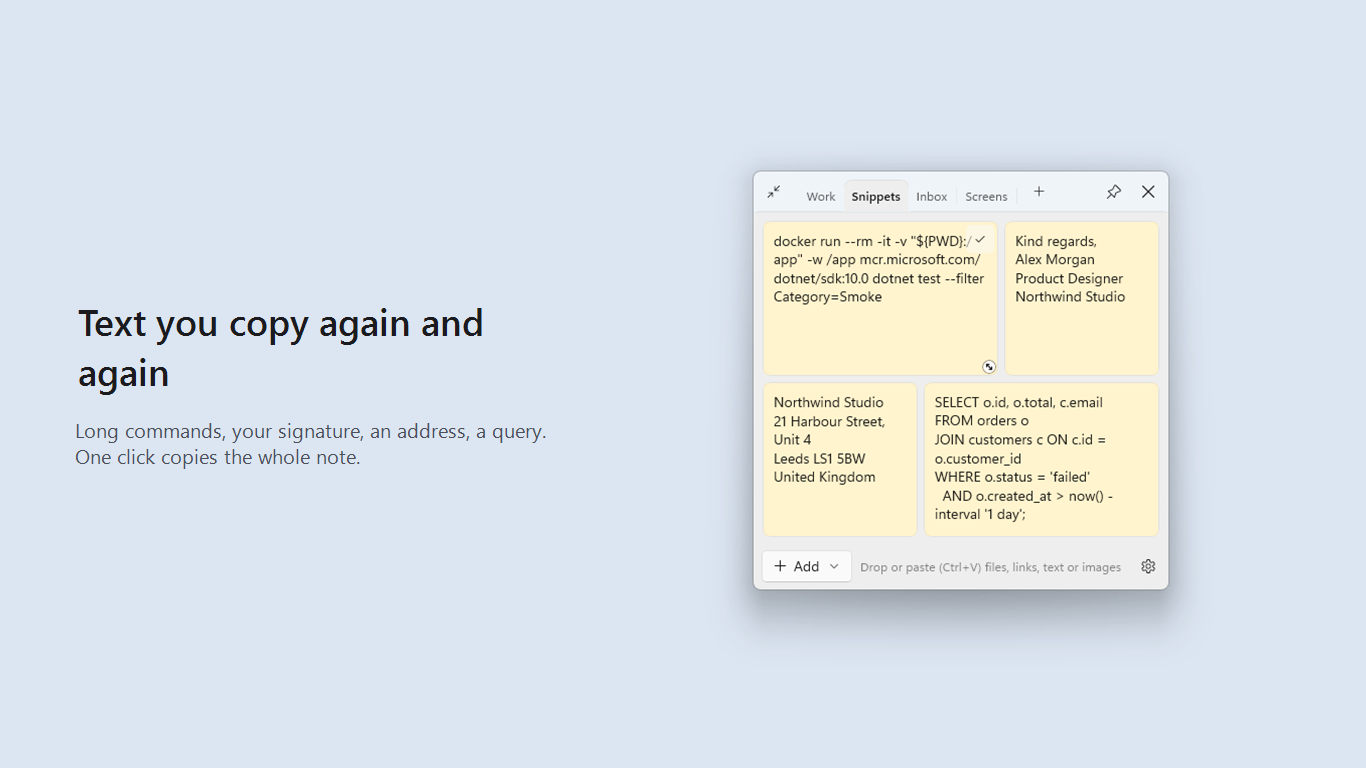 Text you copy again and
again
Long commands, your signature, an address, a query.
One click copies the whole note.
Work
Snippets
Inbox
Screens
docker run --rm -it -v "${PWD}:/
app" -w /app mcr.microsoft.com/
dotnet/sdk:10.0 dotnet test --filter
Category=Smoke
Kind regards,
Alex Morgan
Product Designer
Northwind Studio
Northwind Studio
21 Harbour Street,
Unit 4
Leeds LS1 5BW
United Kingdom
SELECT o.id, o.total, c.email
FROM orders o
JOIN customers c ON c.id =
o.customer_id
WHERE o.status = 'failed'
  AND o.created_at > now() -
interval '1 day';
Add
Drop or paste (Ctrl+V) files, links, text or images